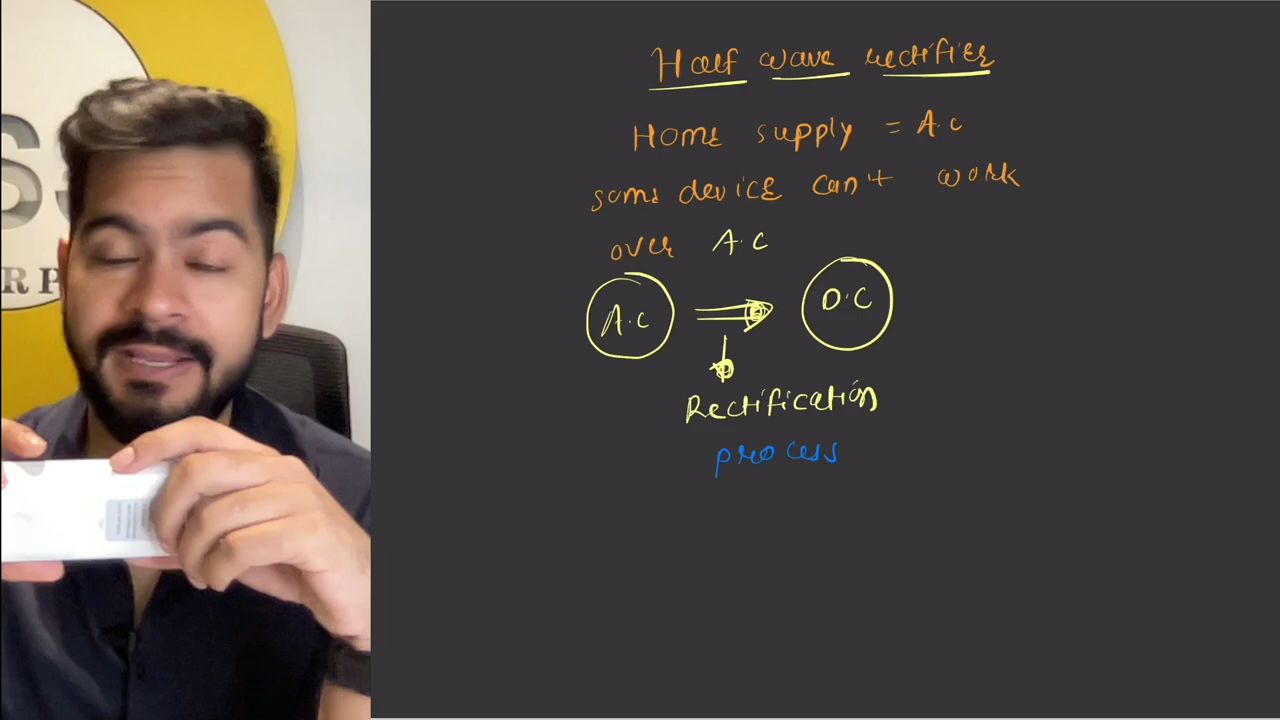 Half wave rectifier
Home supply = A.C
some device can't work
over A.C
A.C
D.C
Rectification
process